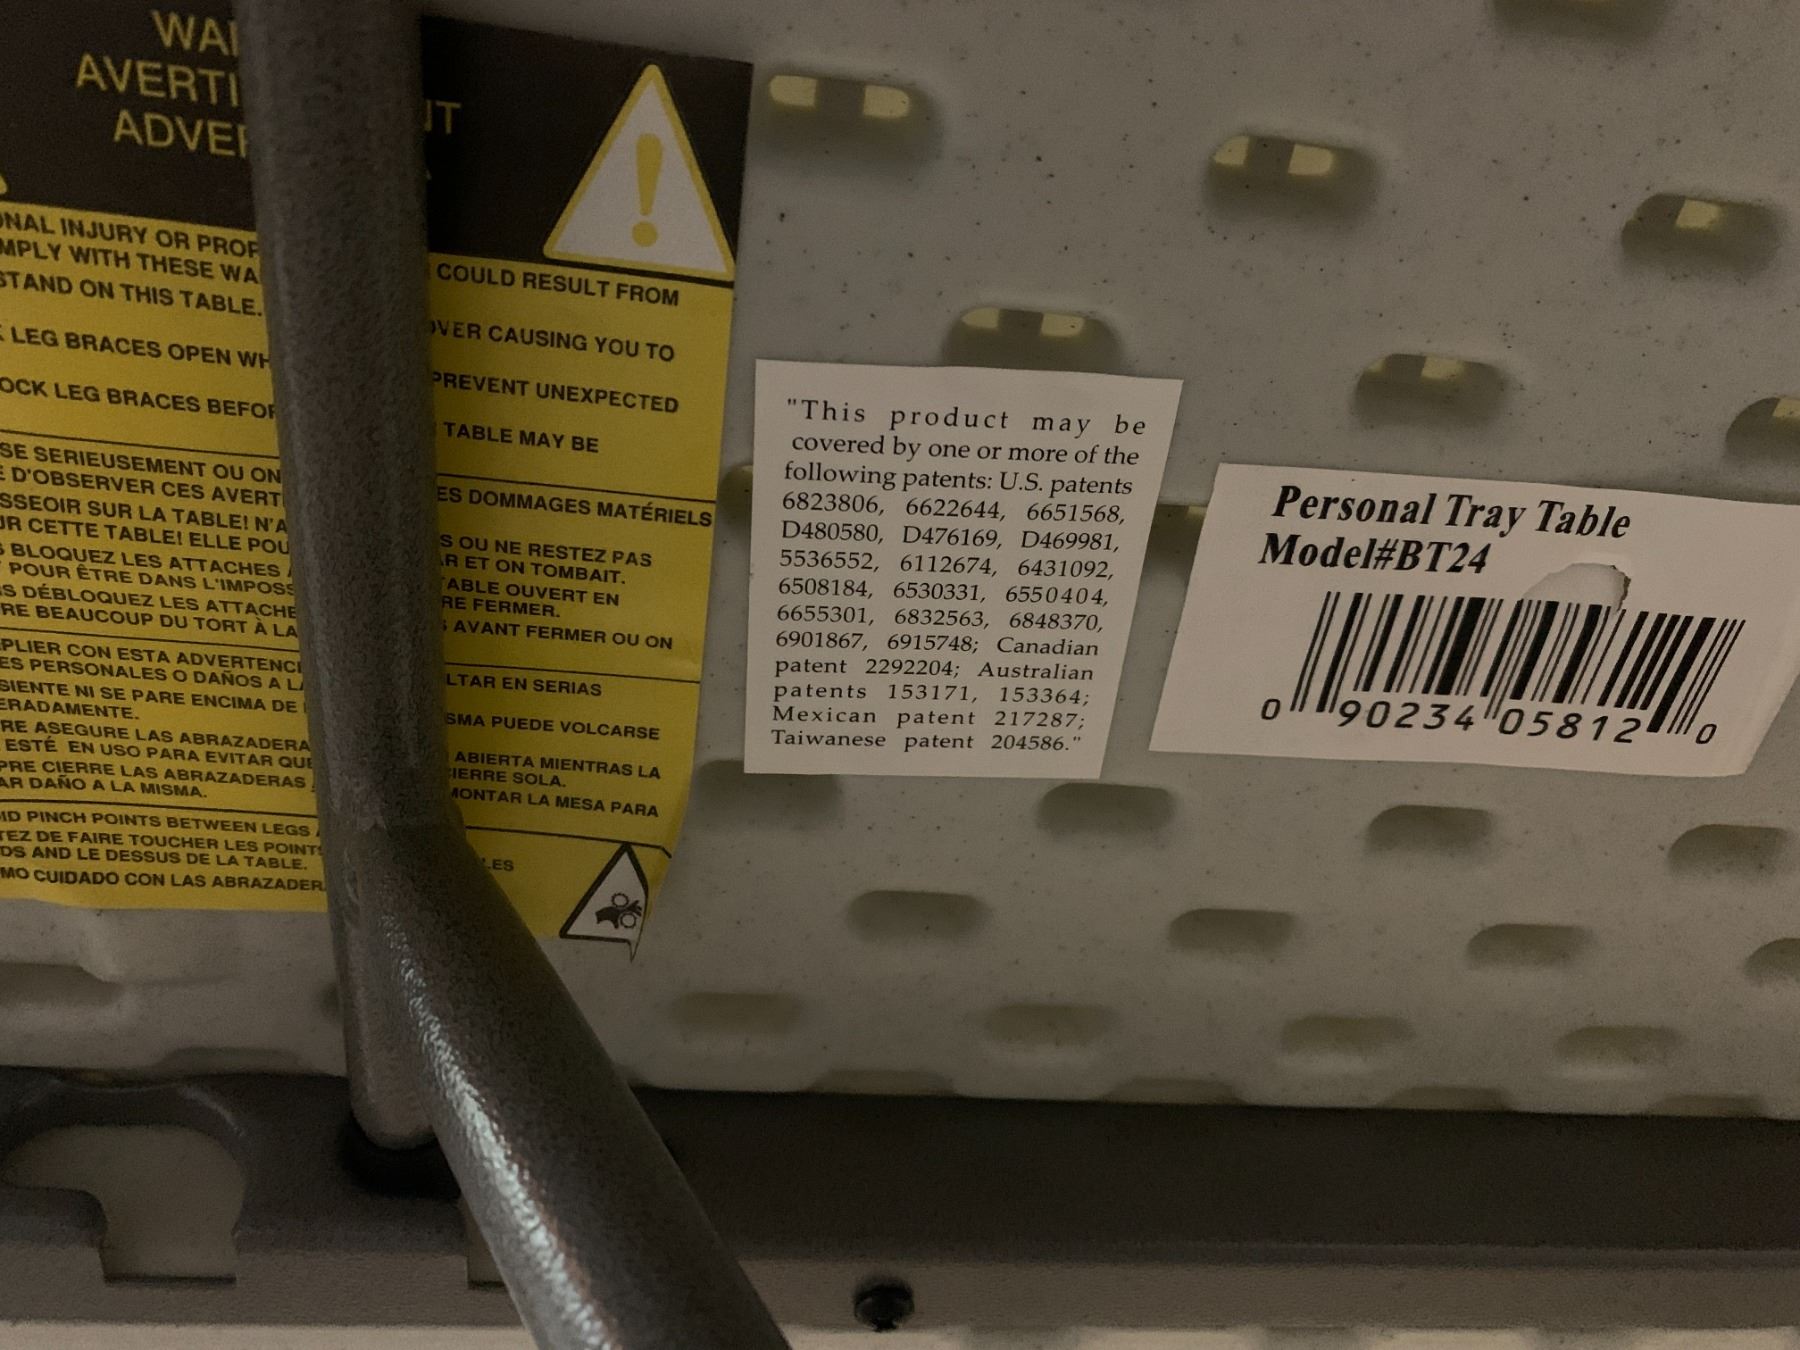 WA
AVERTI NT
ADVE
ONAL INJURY OR PROP COULD RESULT FROM
MPLY WITH THESE WA
STAND ON THIS TABLE. OVER CAUSING YOU TO
K LEG BRACES OPEN WH PREVENT UNEXPECTED
OCK LEG BRACES BEFOR TABLE MAY BE
SE SERIEUSEMENT OU ON ES DOMMAGES MATÉRIELS
E D'OBSERVER CES AVERT
SSEOIR SUR LA TABLE! N'A S OU NE RESTEZ PAS
UR CETTE TABLE! ELLE POU AR ET ON TOMBAIT.
S BLOQUEZ LES ATTACHES TABLE OUVERT EN
POUR ÊTRE DANS L'IMPOSS RE FERMER.
S DÉBLOQUEZ LES ATTACHE S AVANT FERMER OU ON
RE BEAUCOUP DU TORT À LA
PLIER CON ESTA ADVERTENCI LTAR EN SERIAS
ES PERSONALES O DAÑOS A LA
SIENTE NI SE PARE ENCIMA DE SMA PUEDE VOLCARSE
ERADAMENTE.
RE ASEGURE LAS ABRAZADERA ABIERTA MIENTRAS LA
ESTÉ EN USO PARA EVITAR QUE CIERRE SOLA.
PRE CIERRE LAS ABRAZADERAS MONTAR LA MESA PARA
AR DAÑO A LA MISMA.
ID PINCH POINTS BETWEEN LEGS
TEZ DE FAIRE TOUCHER LES POINTS LES
DS AND LE DESSUS DE LA TABLE.
MO CUIDADO CON LAS ABRAZADER
"This product may be
covered by one or more of the
following patents: U.S. patents
6823806, 6622644, 6651568,
D480580, D476169, D469981,
5536552, 6112674, 6431092,
6508184, 6530331, 6550404,
6655301, 6832563, 6848370,
6901867, 6915748; Canadian
patent 2292204; Australian
patents 153171, 153364;
Mexican patent 217287;
Taiwanese patent 204586."
Personal Tray Table
Model#BT24
0 90234 05812 0